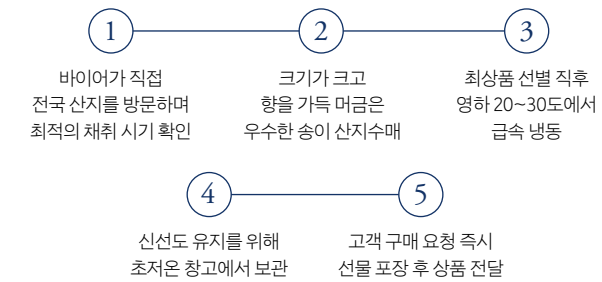 1
바이어가 직접
전국 산지를 방문하며
최적의 채취 시기 확인
2
크기가 크고
향을 가득 머금은
우수한 송이 산지수매
3
최상품 선별 직후
영하 20~30도에서
급속 냉동
4
신선도 유지를 위해
초저온 창고에서 보관
5
고객 구매 요청 즉시
선물 포장 후 상품 전달